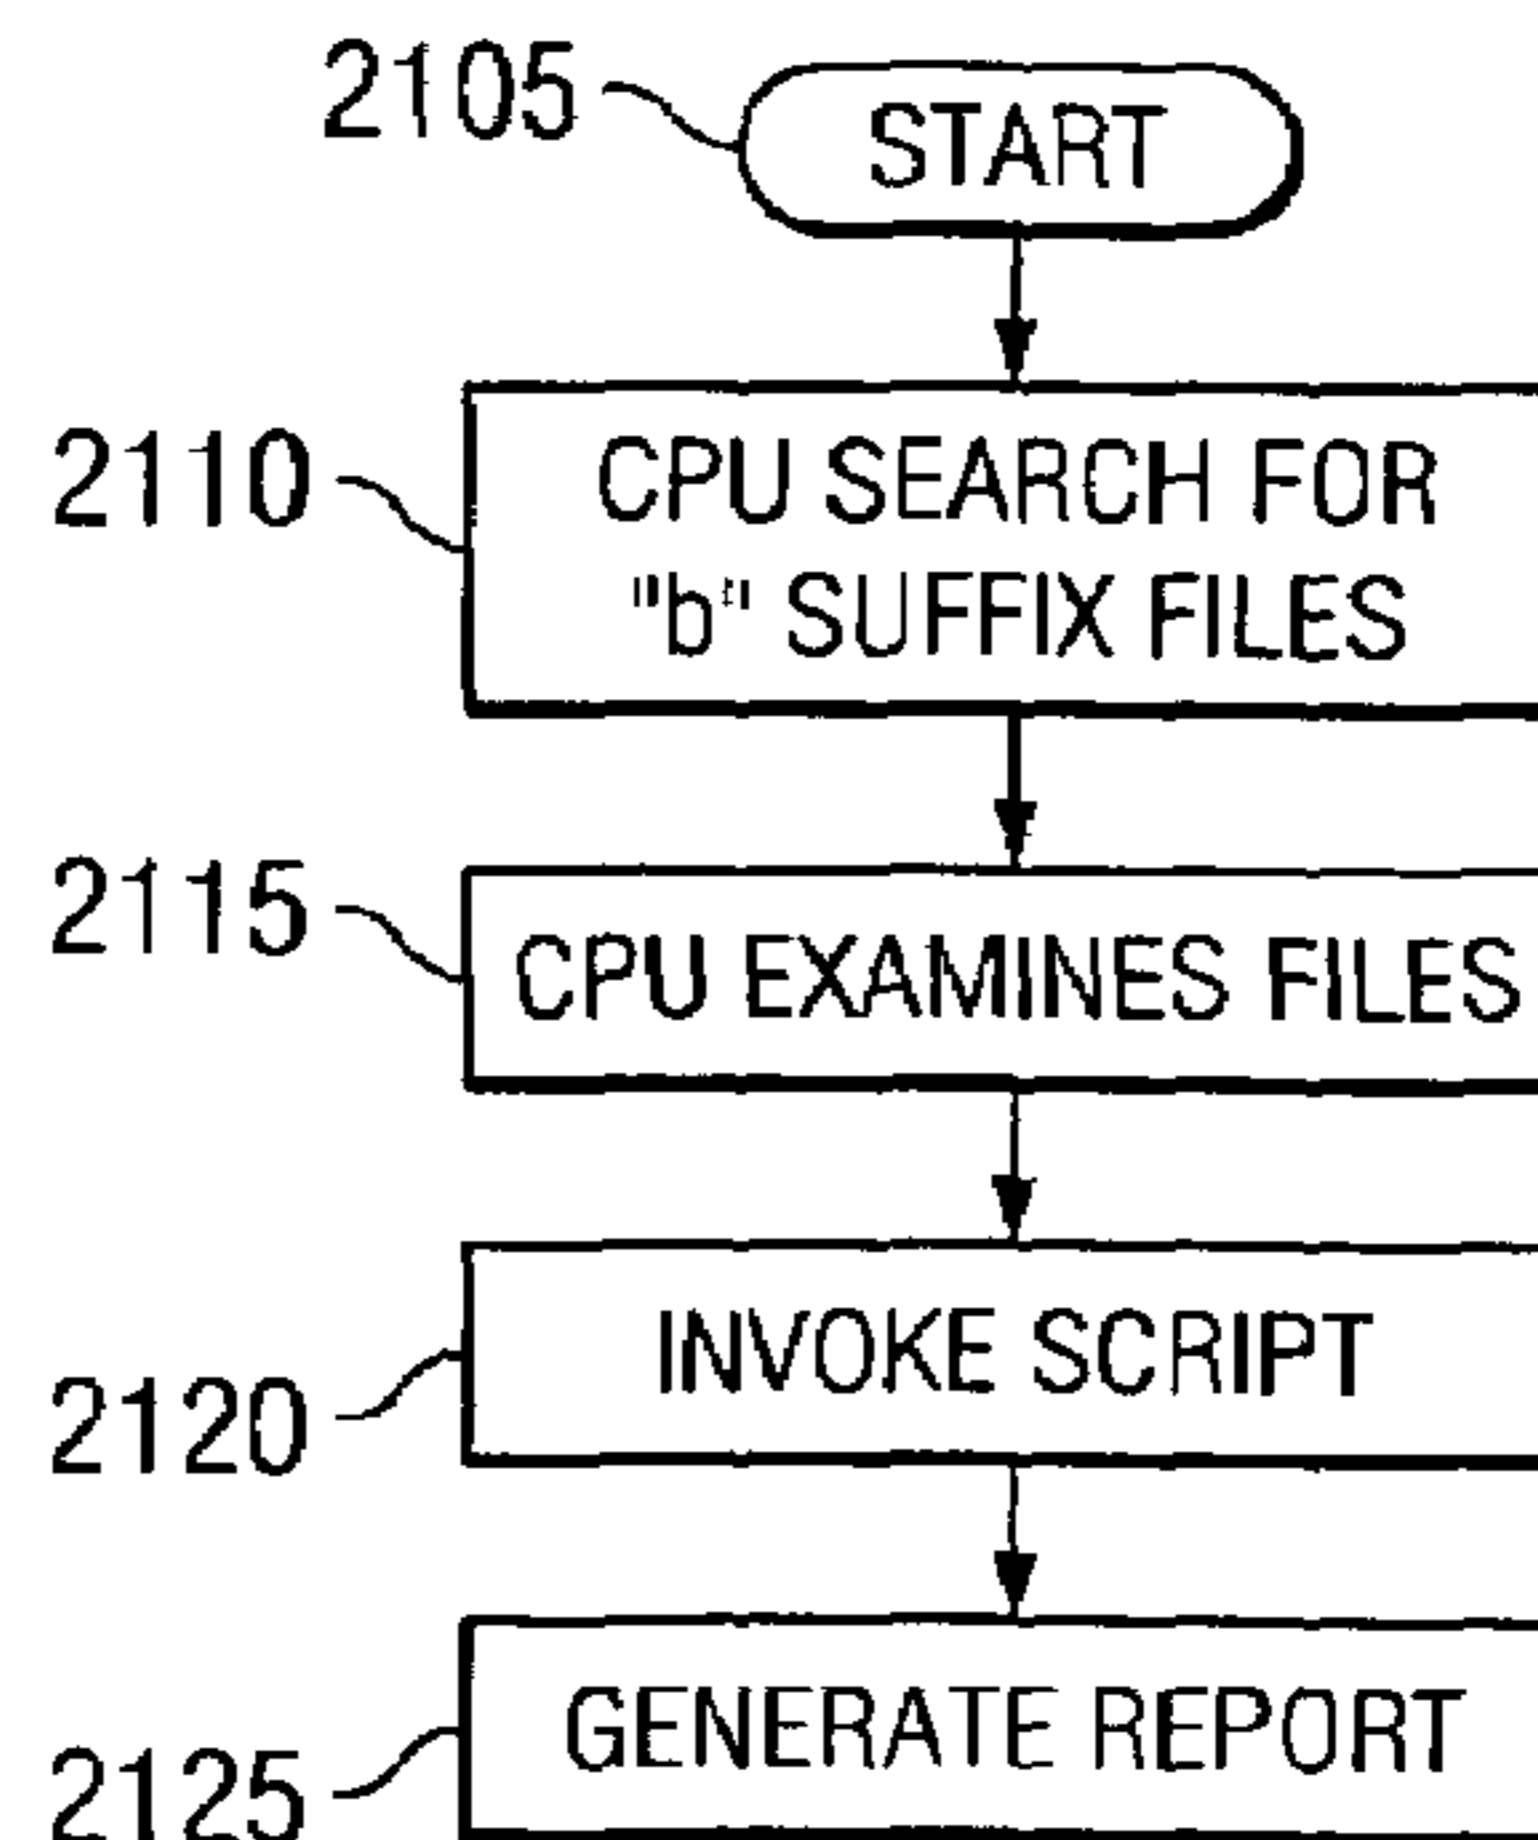 2105
START
2110
CPU SEARCH FOR
"b" SUFFIX FILES
2115
CPU EXAMINES FILES
2120
INVOKE SCRIPT
2125
GENERATE REPORT